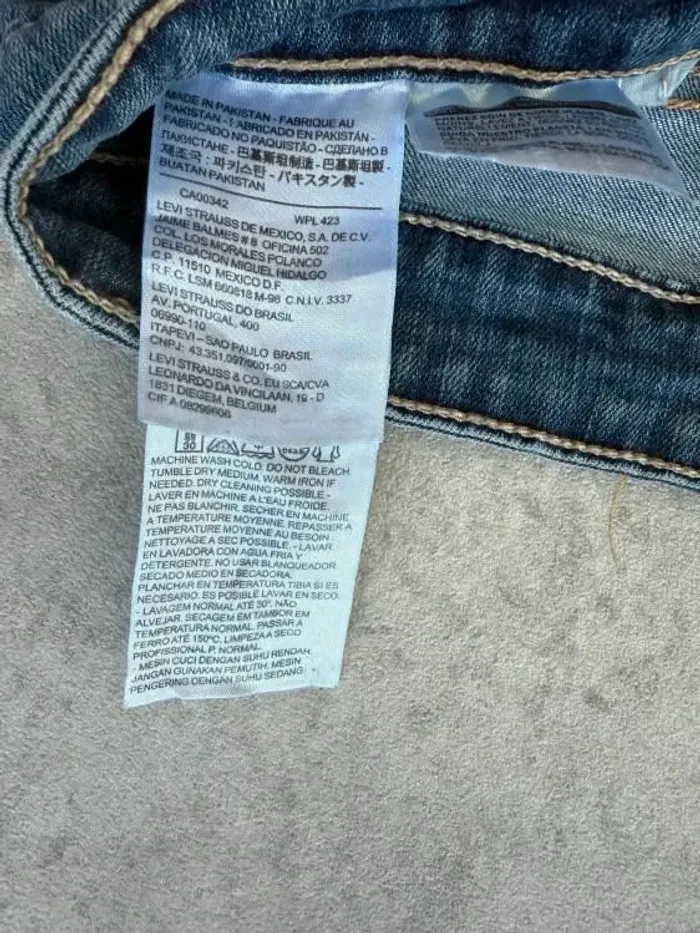 MADE IN PAKISTAN - FABRIQUE AU
PAKISTAN - FABRICADO EN PAKISTÁN -
FABRICADO NO PAQUISTÃO - СДЕЛАНО В
ПАКИСТАНЕ - 巴基斯坦制造 - 巴基斯坦製 -
제조국 : 파키스탄 - パキスタン製 -
BUATAN PAKISTAN
CA00342 WPL 423
LEVI STRAUSS DE MEXICO, S.A. DE C.V.
JAIME BALMES # 8 OFICINA 502
COL. LOS MORALES POLANCO
DELEGACION MIGUEL HIDALGO
C.P. 11510 MEXICO D.F.
R.F.C. LSM 660818 M-96 C.N.I.V. 3337
LEVI STRAUSS DO BRASIL
AV. PORTUGAL, 400
06690-110
ITAPEVI – SAO PAULO BRASIL
CNPJ: 43.351.097/0001-90
LEVI STRAUSS & CO. EU SCA/CVA
LEONARDO DA VINCILAAN, 19 - D
1831 DIEGEM, BELGIUM
CIF A 08299606
30
MACHINE WASH COLD. DO NOT BLEACH.
TUMBLE DRY MEDIUM. WARM IRON IF
NEEDED. DRY CLEANING POSSIBLE -
LAVER EN MACHINE A L'EAU FROIDE.
NE PAS BLANCHIR. SECHER EN MACHINE
A TEMPERATURE MOYENNE. REPASSER A
TEMPERATURE MOYENNE AU BESOIN.
NETTOYAGE A SEC POSSIBLE. - LAVAR
EN LAVADORA CON AGUA FRIA Y
DETERGENTE. NO USAR BLANQUEADOR.
SECADO MEDIO EN SECADORA.
PLANCHAR EN TEMPERATURA TIBIA SI ES
NECESARIO. ES POSIBLE LAVAR EN SECO.
- LAVAGEM NORMAL ATÉ 30°. NÃO
ALVEJAR. SECAGEM EM TAMBOR EM
TEMPERATURA NORMAL. PASSAR A
FERRO ATÉ 150°C. LIMPEZA A SECO
PROFISSIONAL P, NORMAL.
- MESIN CUCI DENGAN SUHU RENDAH.
JANGAN GUNAKAN PEMUTIH. MESIN
PENGERING DENGAN SUHU SEDANG.